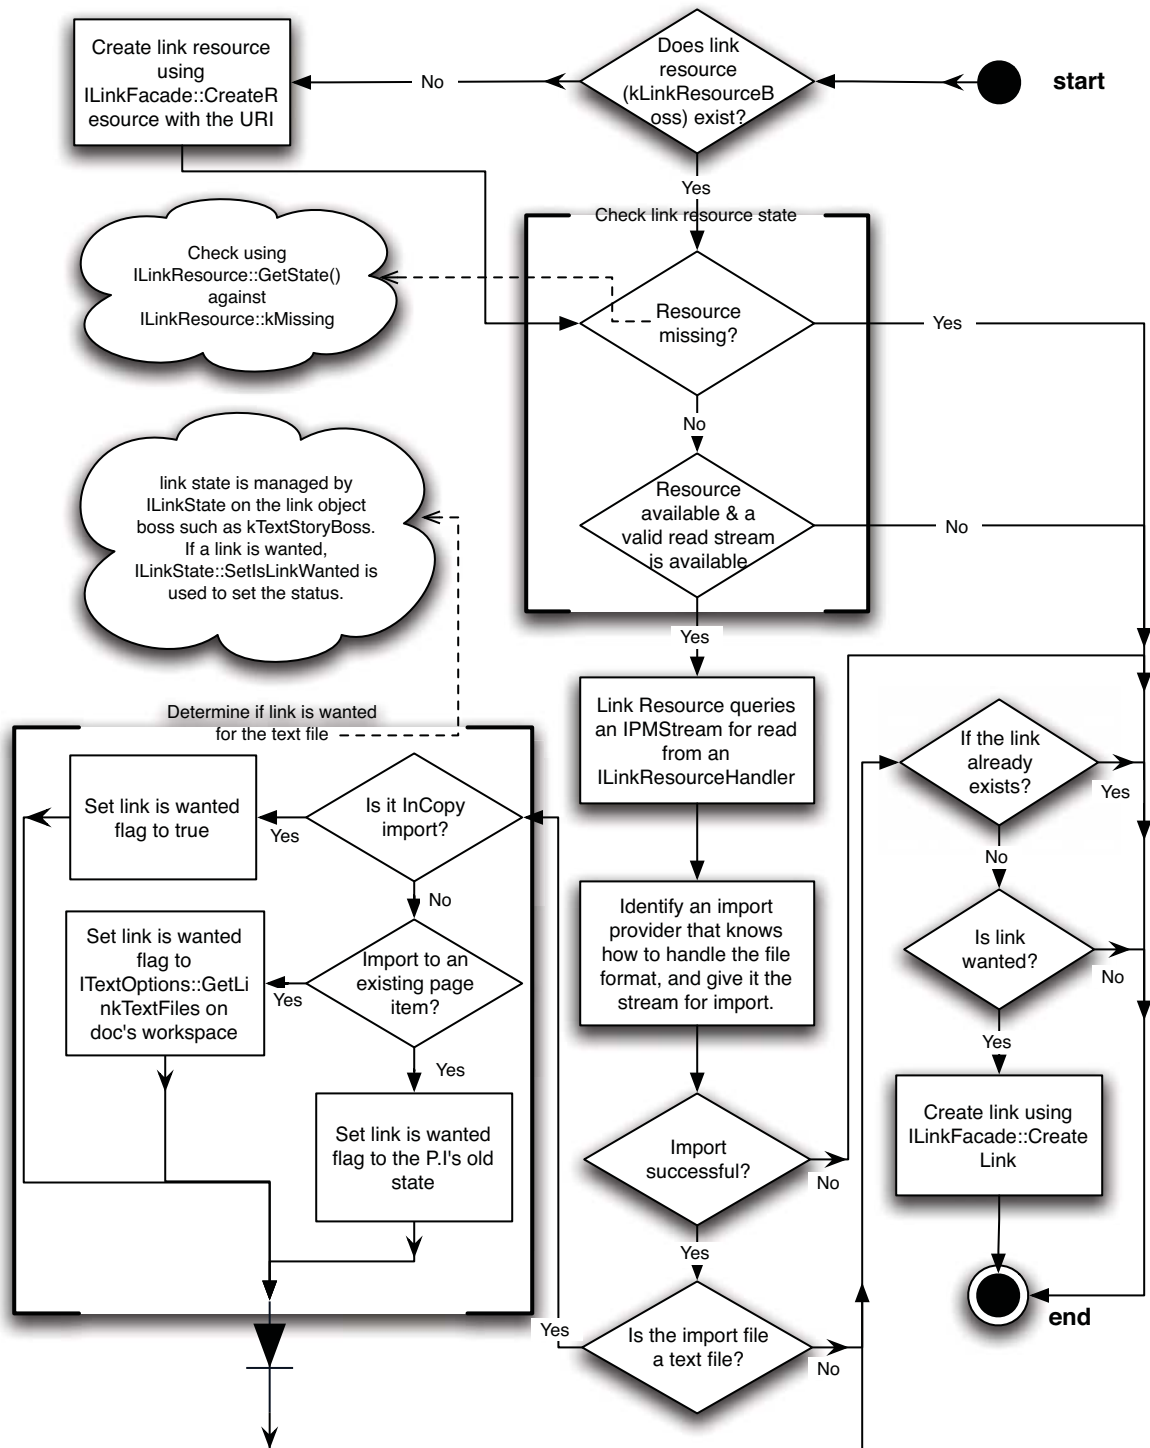 Create link resource
using
ILinkFacade::CreateR
esource with the URI
No
Does link
resource
(kLinkResourceB
oss) exist?
start
Yes
Check link resource state
Check using
ILinkResource::GetState()
against
ILinkResource::kMissing
Resource
missing?
Yes
No
link state is managed by
ILinkState on the link object
boss such as kTextStoryBoss.
If a link is wanted,
ILinkState::SetIsLinkWanted is
used to set the status.
Resource
available & a
valid read stream
is available
No
Yes
Determine if link is wanted
for the text file
Link Resource queries
an IPMStream for read
from an
ILinkResourceHandler
If the link
already
exists?
Yes
Set link is wanted
flag to true
Yes
Is it InCopy
import?
No
No
Set link is wanted
flag to
ITextOptions::GetLi
nkTextFiles on
doc's workspace
Yes
Import to an
existing page
item?
Identify an import
provider that knows
how to handle the file
format, and give it the
stream for import.
Is link
wanted?
No
Yes
Yes
Set link is wanted
flag to the P.I's old
state
Import
successful?
No
Create link using
ILinkFacade::Create
Link
Yes
end
Yes
Is the import file
a text file?
No